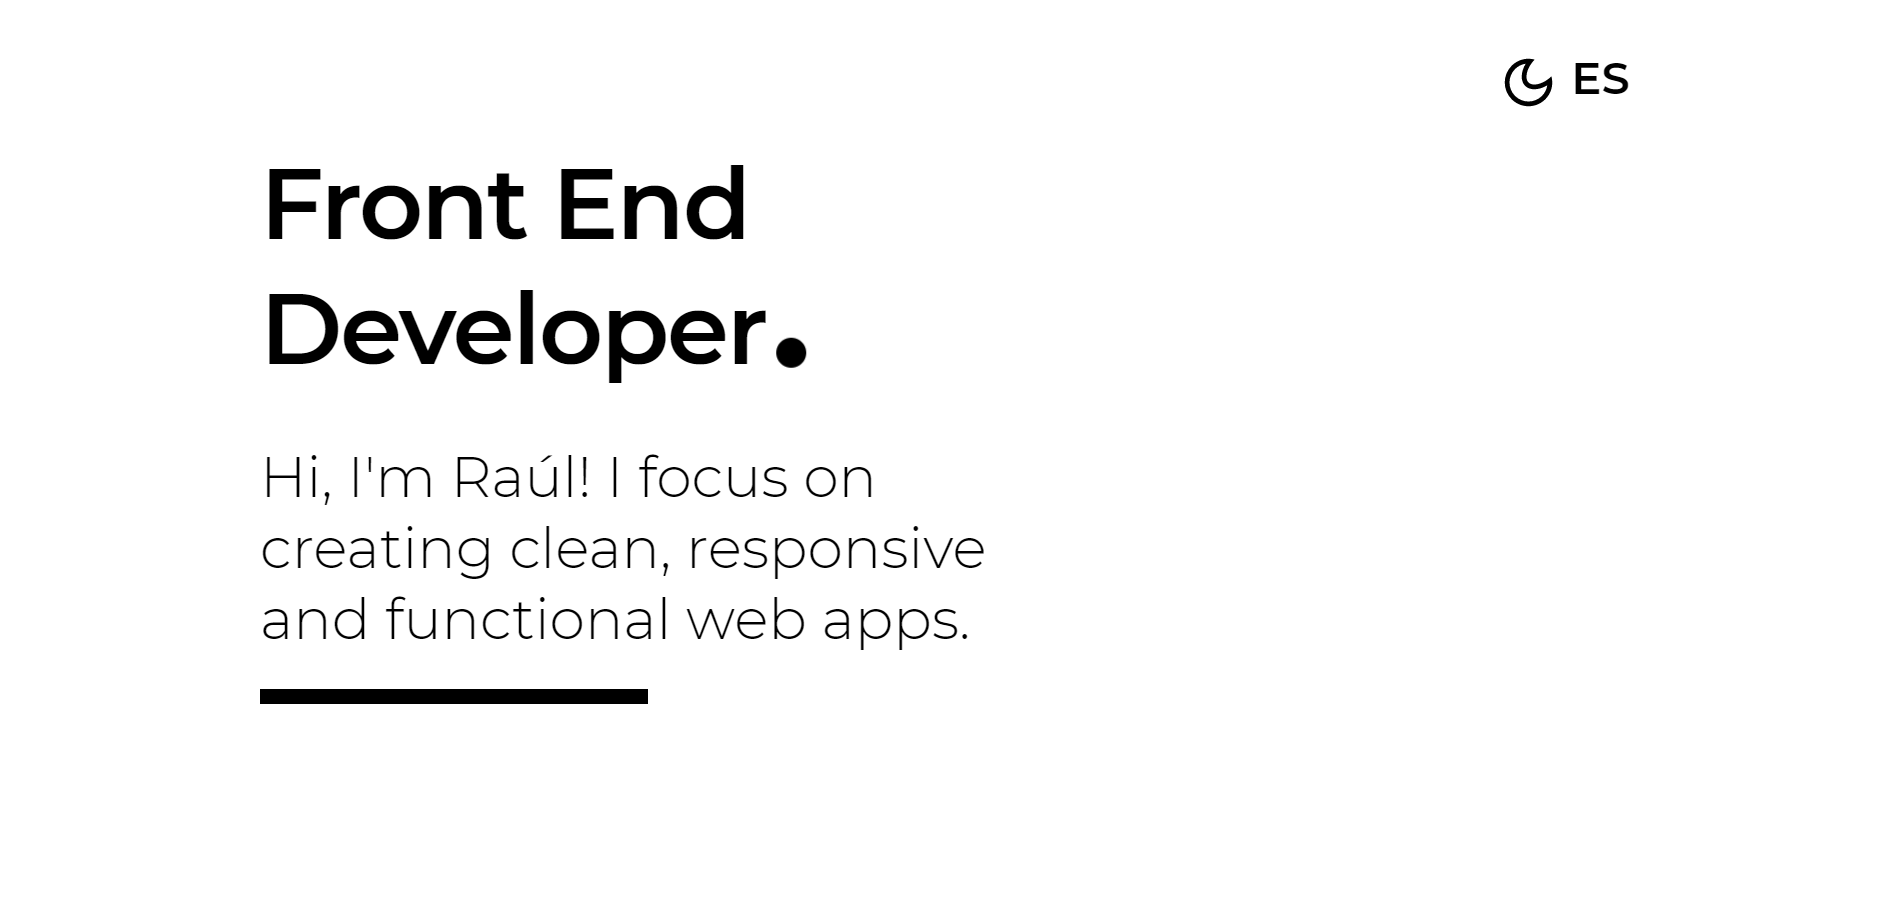 ES
Front End
Developer.
Hi, I'm Raúl! I focus on
creating clean, responsive
and functional web apps.